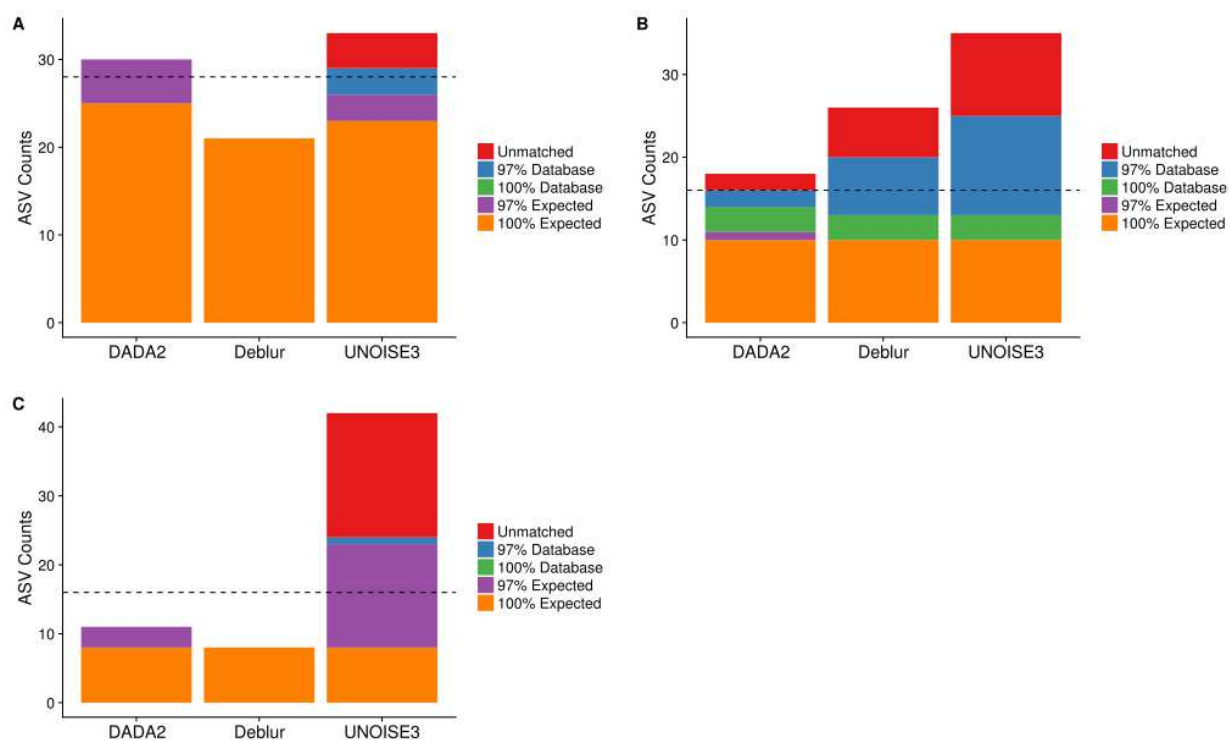 A
ASV Counts
30
20
10
0
DADA2 Deblur UNOISE3
Unmatched
97% Database
100% Database
97% Expected
100% Expected
B
ASV Counts
30
20
10
0
DADA2 Deblur UNOISE3
Unmatched
97% Database
100% Database
97% Expected
100% Expected
C
ASV Counts
40
30
20
10
0
DADA2 Deblur UNOISE3
Unmatched
97% Database
100% Database
97% Expected
100% Expected